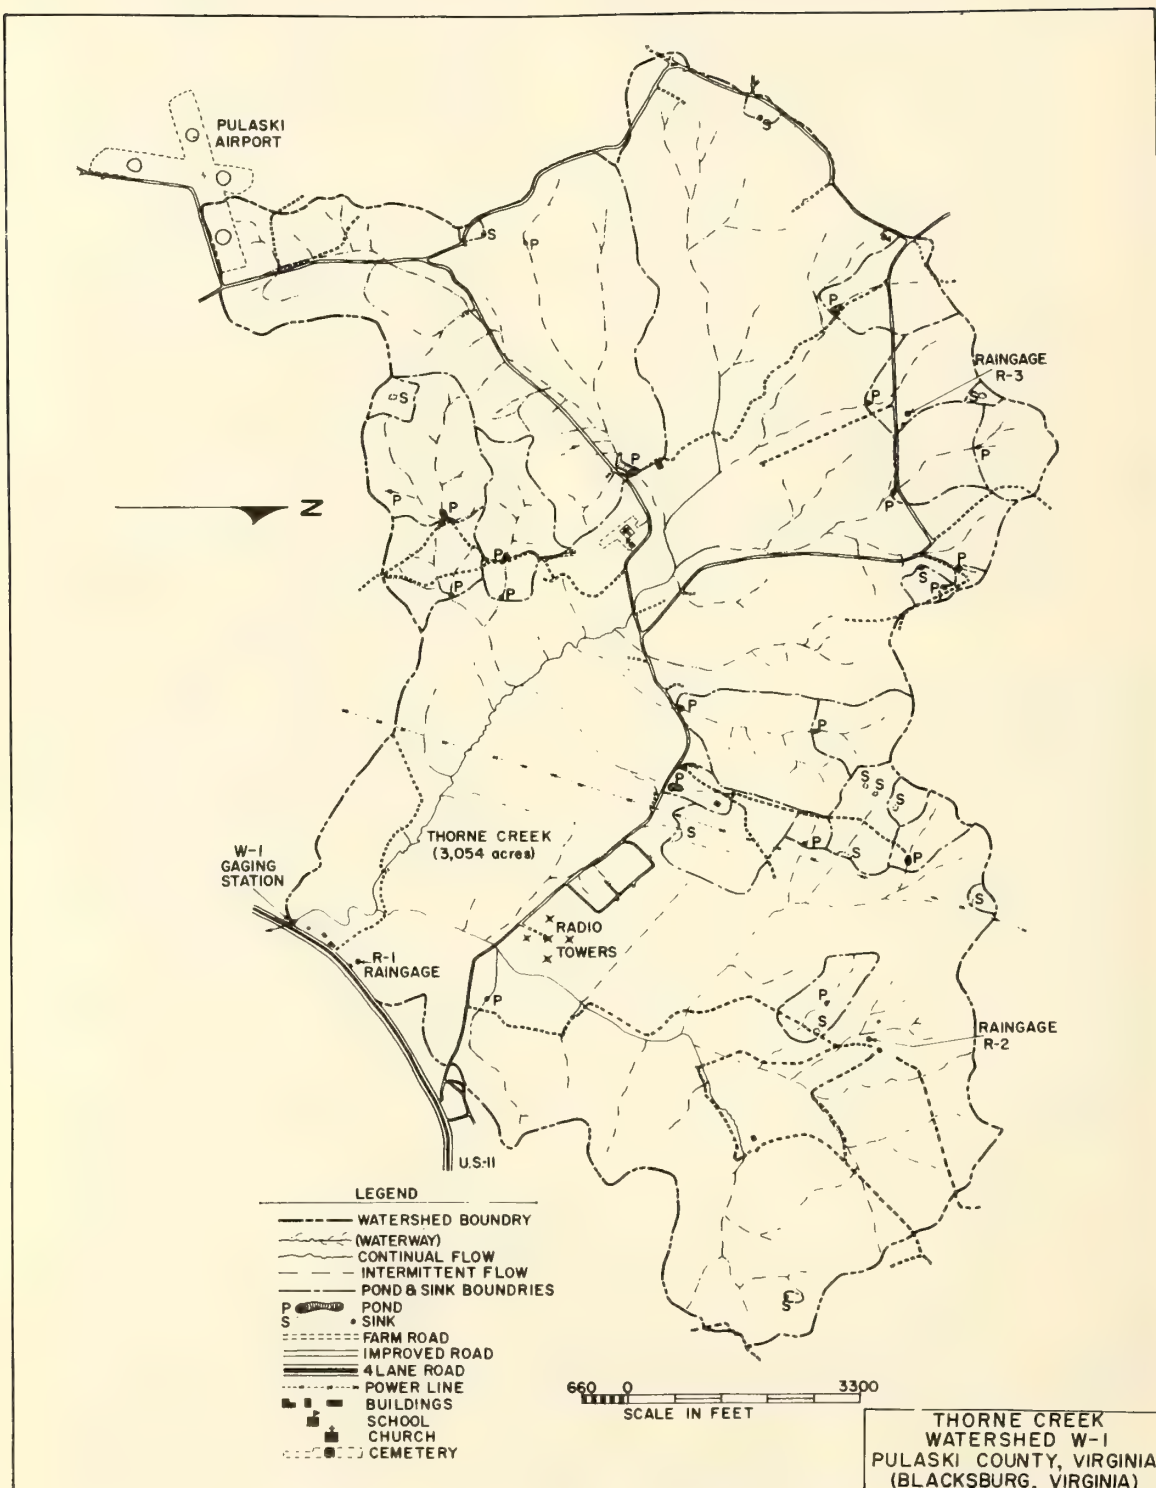 PULASKI
AIRPORT
S
S
P
P
RAINGAGE
R-3
S
P
S
P
P
P
P
P
N
P
P
P
P
S
P
P
P
P
S
S
S
P
THORNE CREEK
(3,054 acres)
S
P
S
P
W-1
GAGING
STATION
S
RADIO
TOWERS
R-1
RAINGAGE
P
P
S
RAINGAGE
R-2
U.S.-11
S
LEGEND
WATERSHED BOUNDRY
(WATERWAY)
CONTINUAL FLOW
INTERMITTENT FLOW
POND & SINK BOUNDRIES
P POND
S SINK
FARM ROAD
IMPROVED ROAD
4 LANE ROAD
POWER LINE
BUILDINGS
SCHOOL
CHURCH
CEMETERY
660 0 3300
SCALE IN FEET
THORNE CREEK
WATERSHED W-1
PULASKI COUNTY, VIRGINIA
(BLACKSBURG, VIRGINIA)